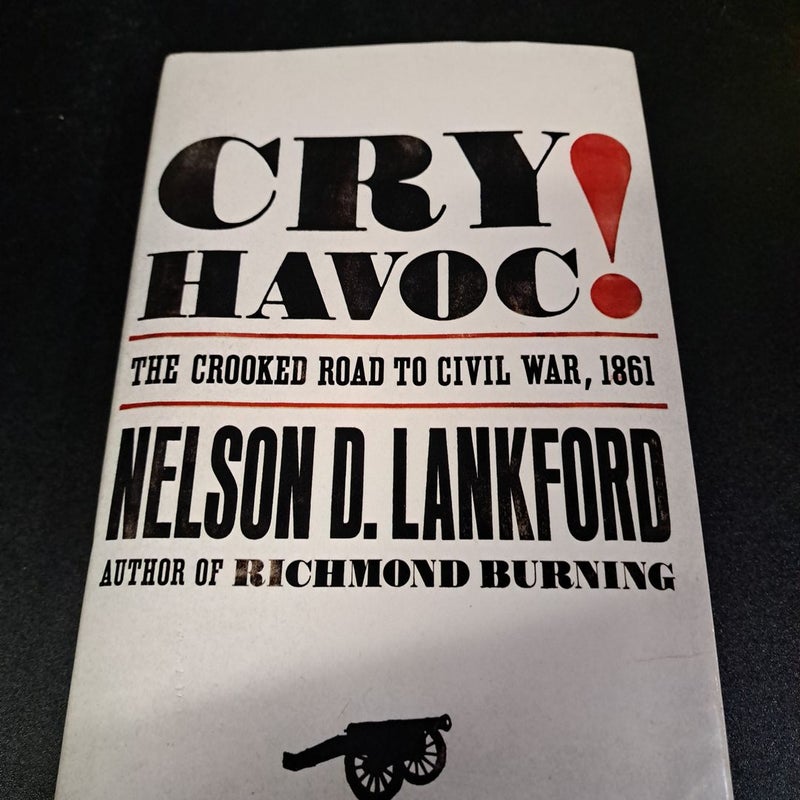 CRY!
HAVOC!
THE CROOKED ROAD TO CIVIL WAR, 1861
NELSON D. LANKFORD
AUTHOR OF RICHMOND BURNING